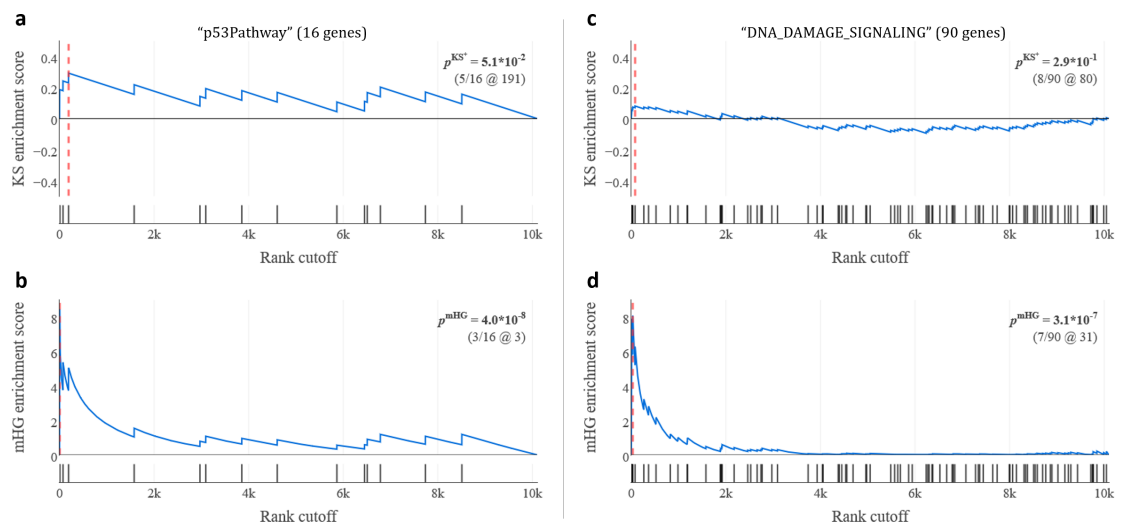 a
“p53Pathway” (16 genes)
KS enrichment score
0.4
0.2
0
−0.2
−0.4
p^KS⁺ = 5.1*10^-2
(5/16 @ 191)
0 2k 4k 6k 8k 10k
Rank cutoff
b
mHG enrichment score
8
6
4
2
0
p^mHG = 4.0*10^-8
(3/16 @ 3)
0 2k 4k 6k 8k 10k
Rank cutoff
c
“DNA_DAMAGE_SIGNALING” (90 genes)
KS enrichment score
0.4
0.2
0
−0.2
−0.4
p^KS⁺ = 2.9*10^-1
(8/90 @ 80)
0 2k 4k 6k 8k 10k
Rank cutoff
d
mHG enrichment score
8
6
4
2
0
p^mHG = 3.1*10^-7
(7/90 @ 31)
0 2k 4k 6k 8k 10k
Rank cutoff